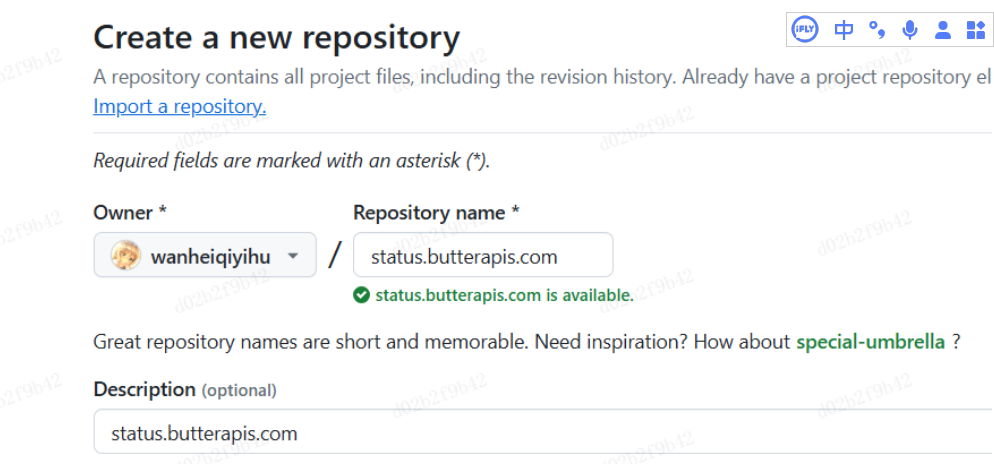 Create a new repository
iFLY 中
A repository contains all project files, including the revision history. Already have a project repository el
Import a repository.
Required fields are marked with an asterisk (*).
Owner * Repository name *
wanheiqiyihu / status.butterapis.com
status.butterapis.com is available.
Great repository names are short and memorable. Need inspiration? How about special-umbrella ?
Description (optional)
status.butterapis.com
d02b2f9b42